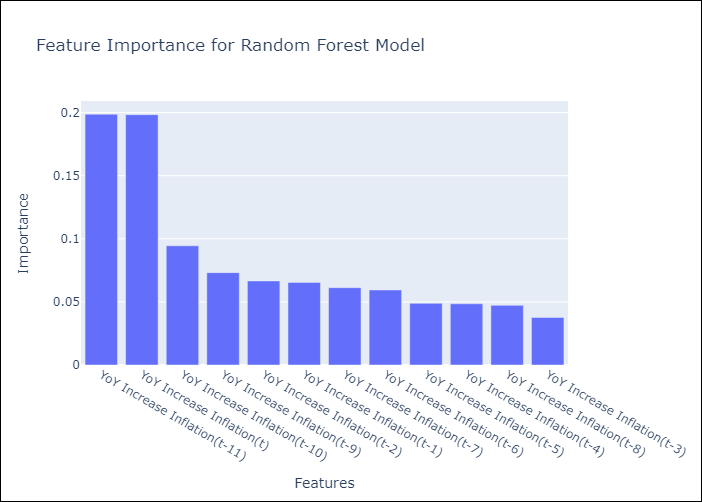 Feature Importance for Random Forest Model
0.2
0.15
0.1
0.05
0
Importance
YoY Increase Inflation(t-11)
YoY Increase Inflation(t)
YoY Increase Inflation(t-10)
YoY Increase Inflation(t-9)
YoY Increase Inflation(t-2)
YoY Increase Inflation(t-1)
YoY Increase Inflation(t-7)
YoY Increase Inflation(t-6)
YoY Increase Inflation(t-5)
YoY Increase Inflation(t-4)
YoY Increase Inflation(t-8)
YoY Increase Inflation(t-3)
Features